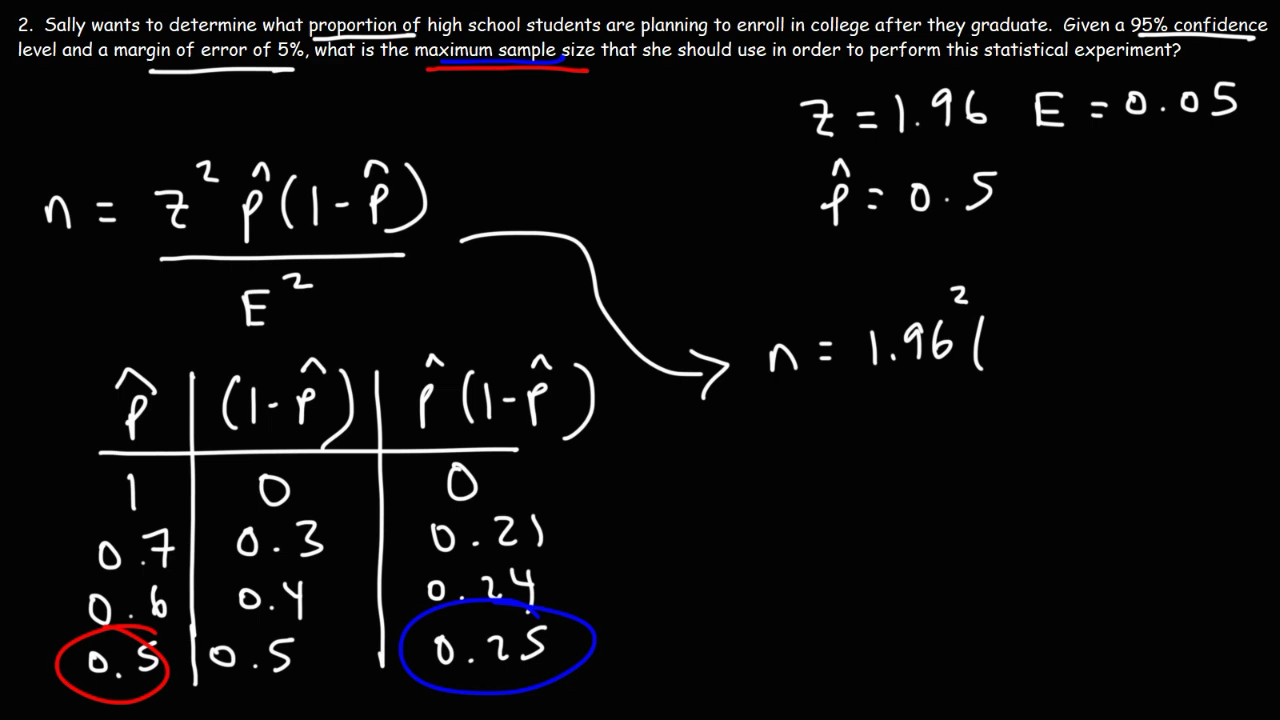 2. Sally wants to determine what proportion of high school students are planning to enroll in college after they graduate. Given a 95% confidence
level and a margin of error of 5%, what is the maximum sample size that she should use in order to perform this statistical experiment?
z = 1.96 E = 0.05
p̂ = 0.5
n = z² p̂(1-p̂)
E²
n = 1.96²(
p̂ (1-p̂) p̂(1-p̂)
1 0 0
0.7 0.3 0.21
0.6 0.4 0.24
0.5 0.5 0.25